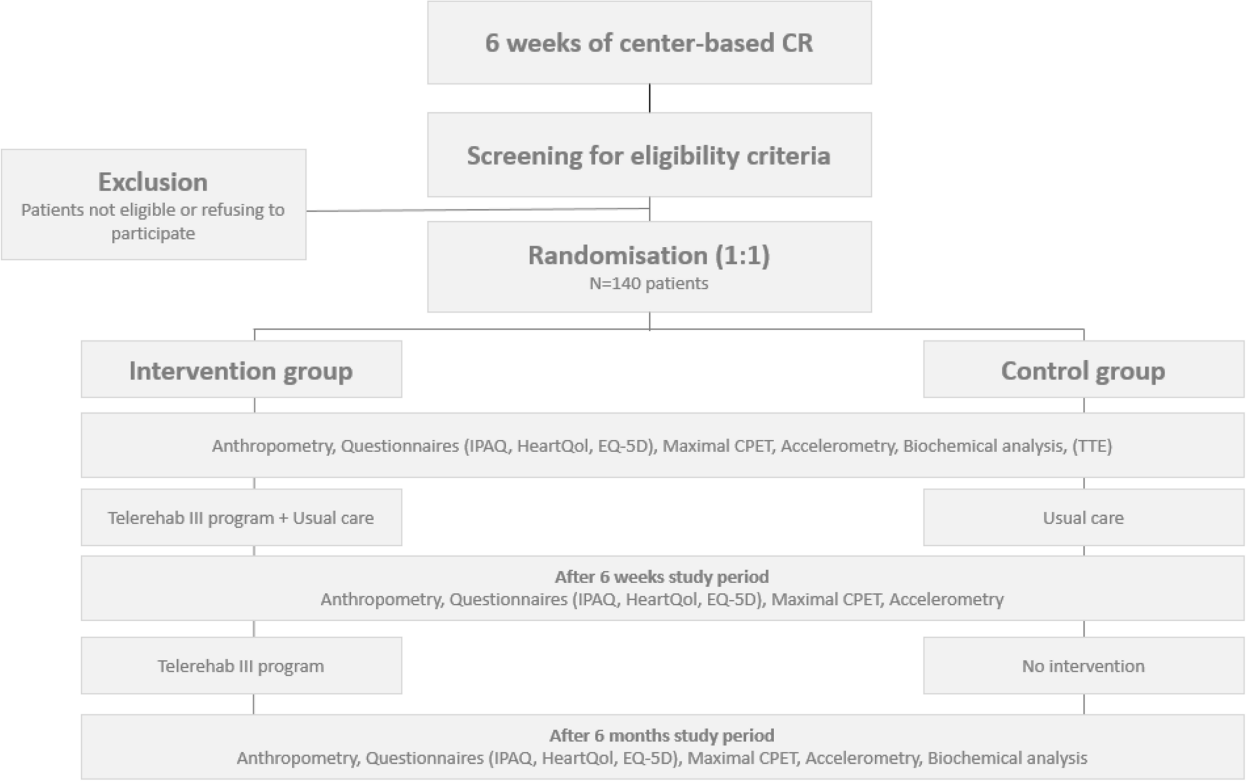 6 weeks of center-based CR
Screening for eligibility criteria
Exclusion
Patients not eligible or refusing to
participate
Randomisation (1:1)
N=140 patients
Intervention group
Control group
Anthropometry, Questionnaires (IPAQ, HeartQol, EQ-5D), Maximal CPET, Accelerometry, Biochemical analysis, (TTE)
Telerehab III program + Usual care
Usual care
After 6 weeks study period
Anthropometry, Questionnaires (IPAQ, HeartQol, EQ-5D), Maximal CPET, Accelerometry
Telerehab III program
No intervention
After 6 months study period
Anthropometry, Questionnaires (IPAQ, HeartQol, EQ-5D), Maximal CPET, Accelerometry, Biochemical analysis